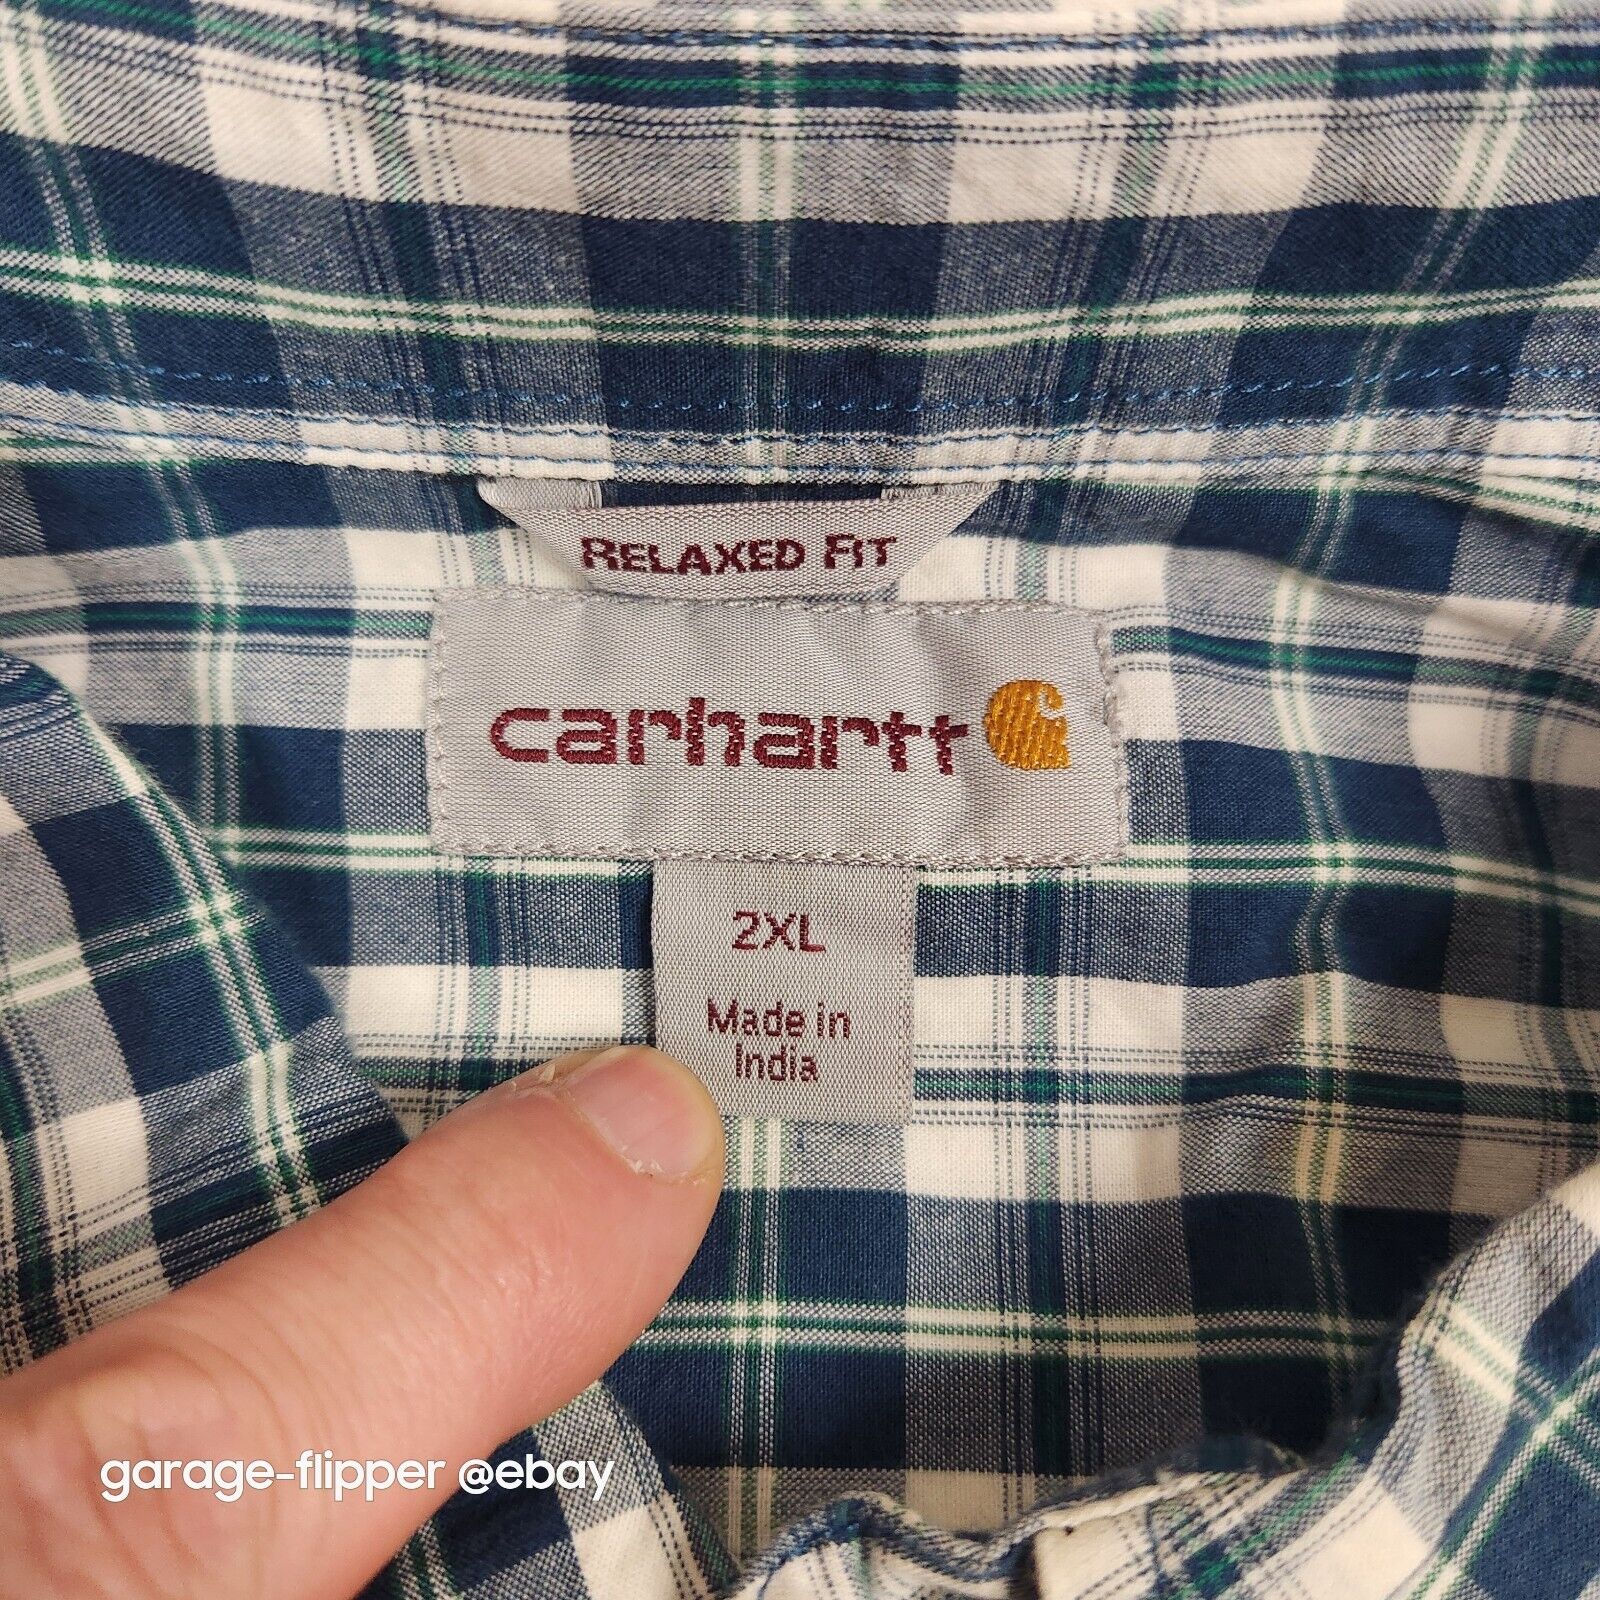 RELAXED FIT
carhartt
2XL
Made in
India
garage-flipper @ebay